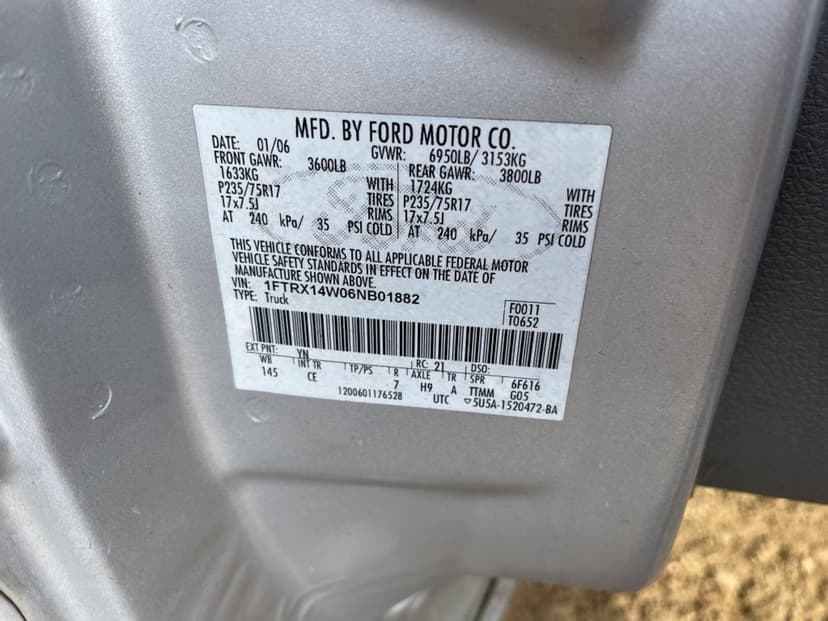 MFD. BY FORD MOTOR CO.
DATE: 01/06 GVWR: 6950LB/ 3153KG
FRONT GAWR: 3600LB REAR GAWR: 3800LB
1633KG WITH 1724KG WITH
P235/75R17 TIRES P235/75R17 TIRES
17x7.5J RIMS 17x7.5J RIMS
AT 240 kPa/ 35 PSI COLD AT 240 kPa/ 35 PSI COLD
THIS VEHICLE CONFORMS TO ALL APPLICABLE FEDERAL MOTOR
VEHICLE SAFETY STANDARDS IN EFFECT ON THE DATE OF
MANUFACTURE SHOWN ABOVE.
VIN: 1FTRX14W06NB01882
TYPE: Truck
F0011
T0652
EXT PNT: YN RC: 21 DSO:
WB INT TR TP/PS R AXLE TR SPR 6F616
145 CE 7 H9 A TTMM G05
1200601176528 UTC ▽5U5A-1520472-BA